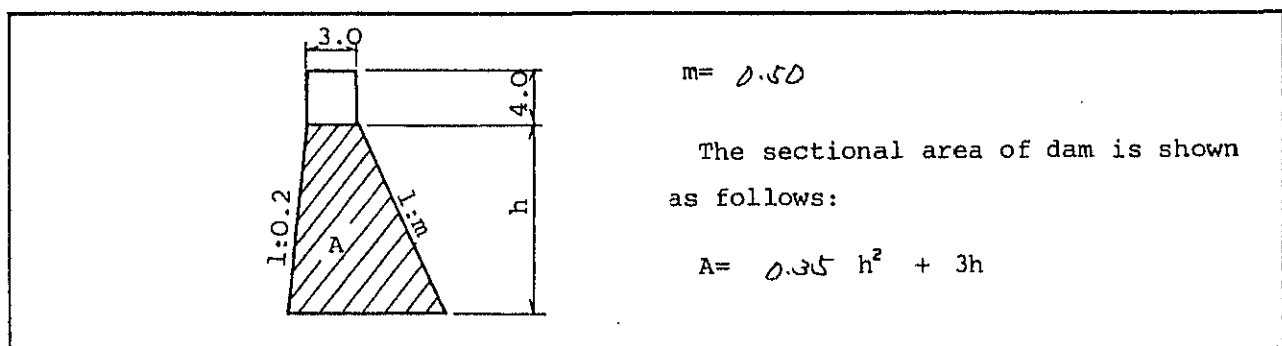 3.0
4.0
h
1:0.2
1:m
A
m= 0.50
The sectional area of dam is shown
as follows:
A= 0.35 h² + 3h